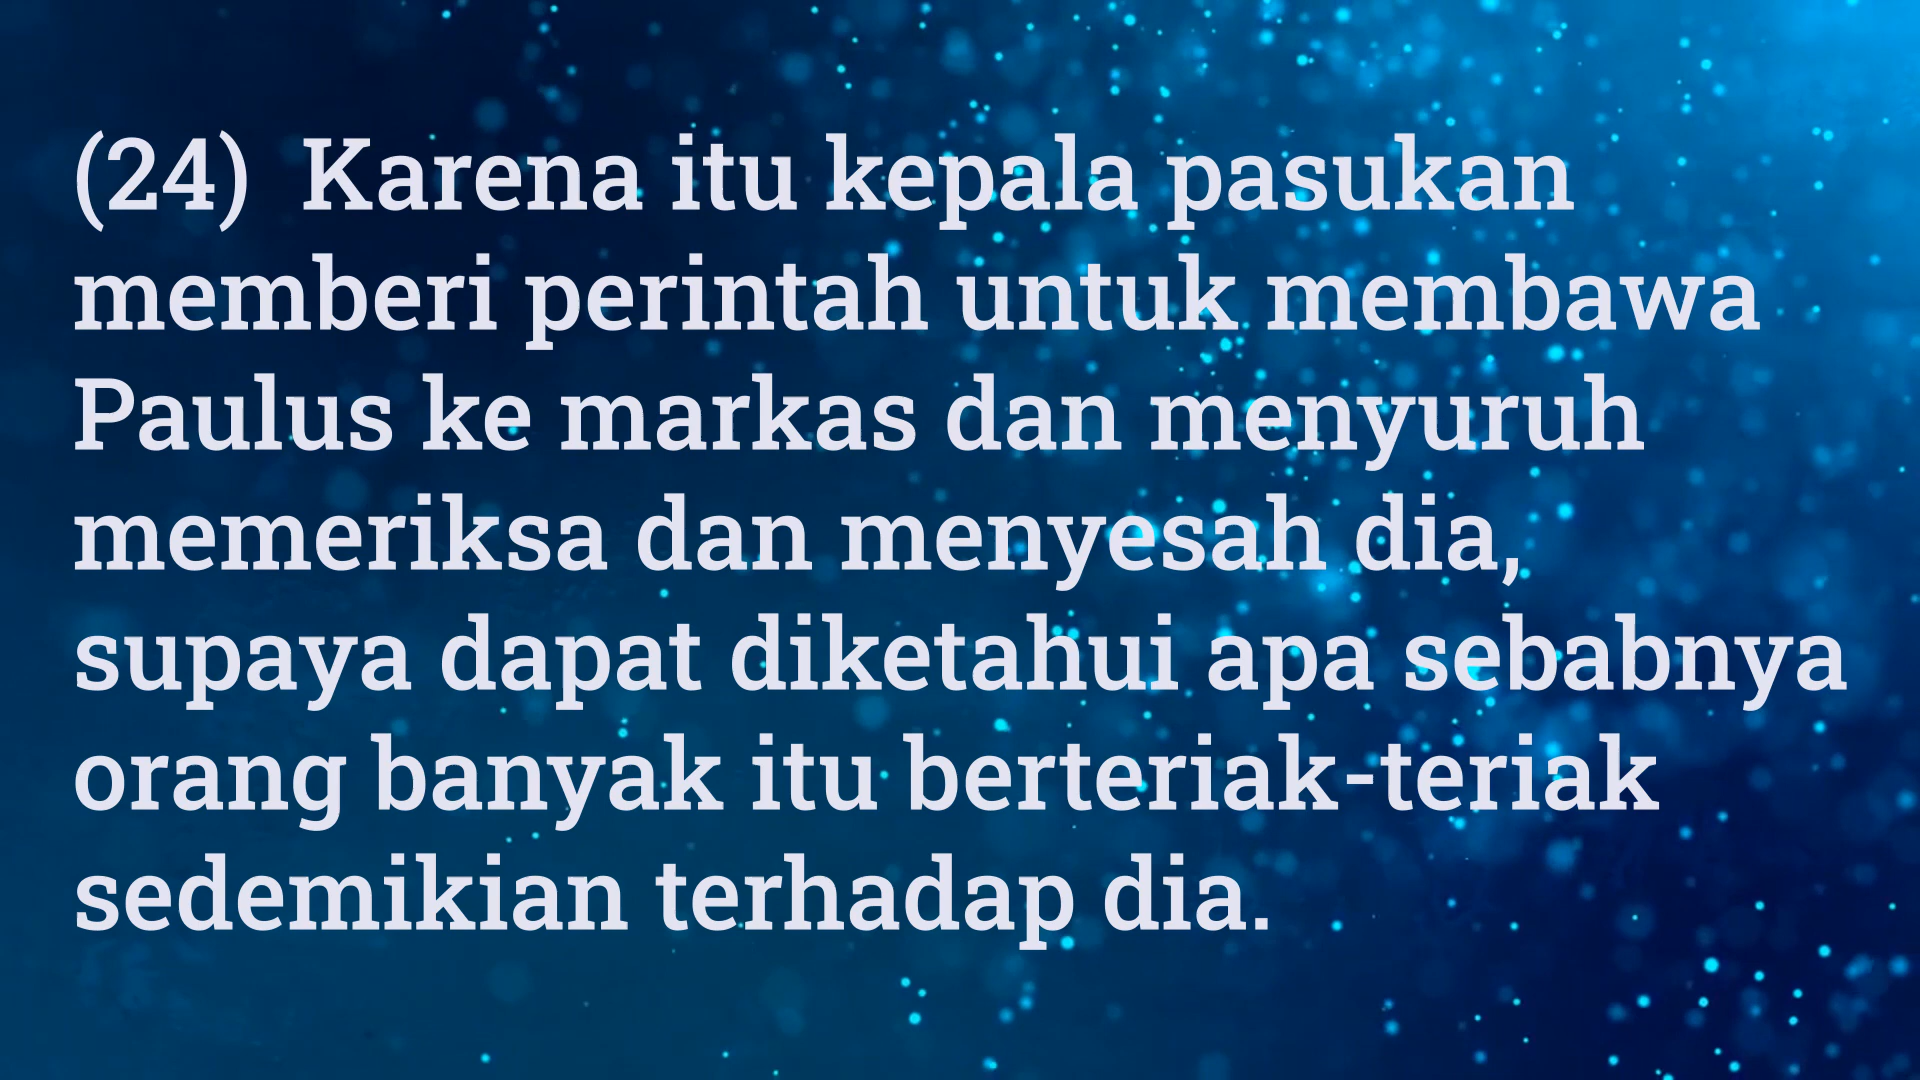 (24)  Karena itu kepala pasukan
memberi perintah untuk membawa
Paulus ke markas dan menyuruh
memeriksa dan menyesah dia,
supaya dapat diketahui apa sebabnya
orang banyak itu berteriak-teriak
sedemikian terhadap dia.